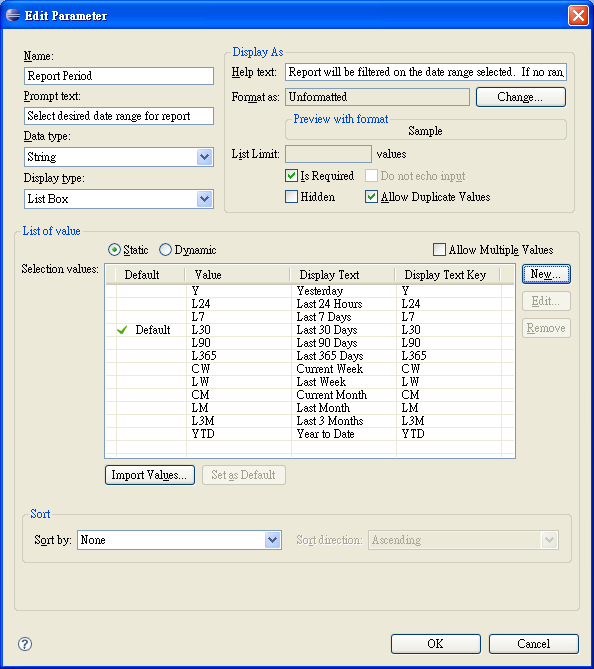 Edit Parameter
Name:
Report Period
Prompt text:
Select desired date range for report
Data type:
String
Display type:
List Box
Display As
Help text: Report will be filtered on the date range selected.  If no ran
Format as: Unformatted Change...
Preview with format
Sample
List Limit: values
Is Required Do not echo input
Hidden Allow Duplicate Values
List of value
Static Dynamic Allow Multiple Values
Selection values: Default Value Display Text Display Text Key New...
Y Yesterday Y
L24 Last 24 Hours L24 Edit...
L7 Last 7 Days L7
Default L30 Last 30 Days L30 Remove
L90 Last 90 Days L90
L365 Last 365 Days L365
CW Current Week CW
LW Last Week LW
CM Current Month CM
LM Last Month LM
L3M Last 3 Months L3M
YTD Year to Date YTD
Import Values... Set as Default
Sort
Sort by: None Sort direction: Ascending
? OK Cancel